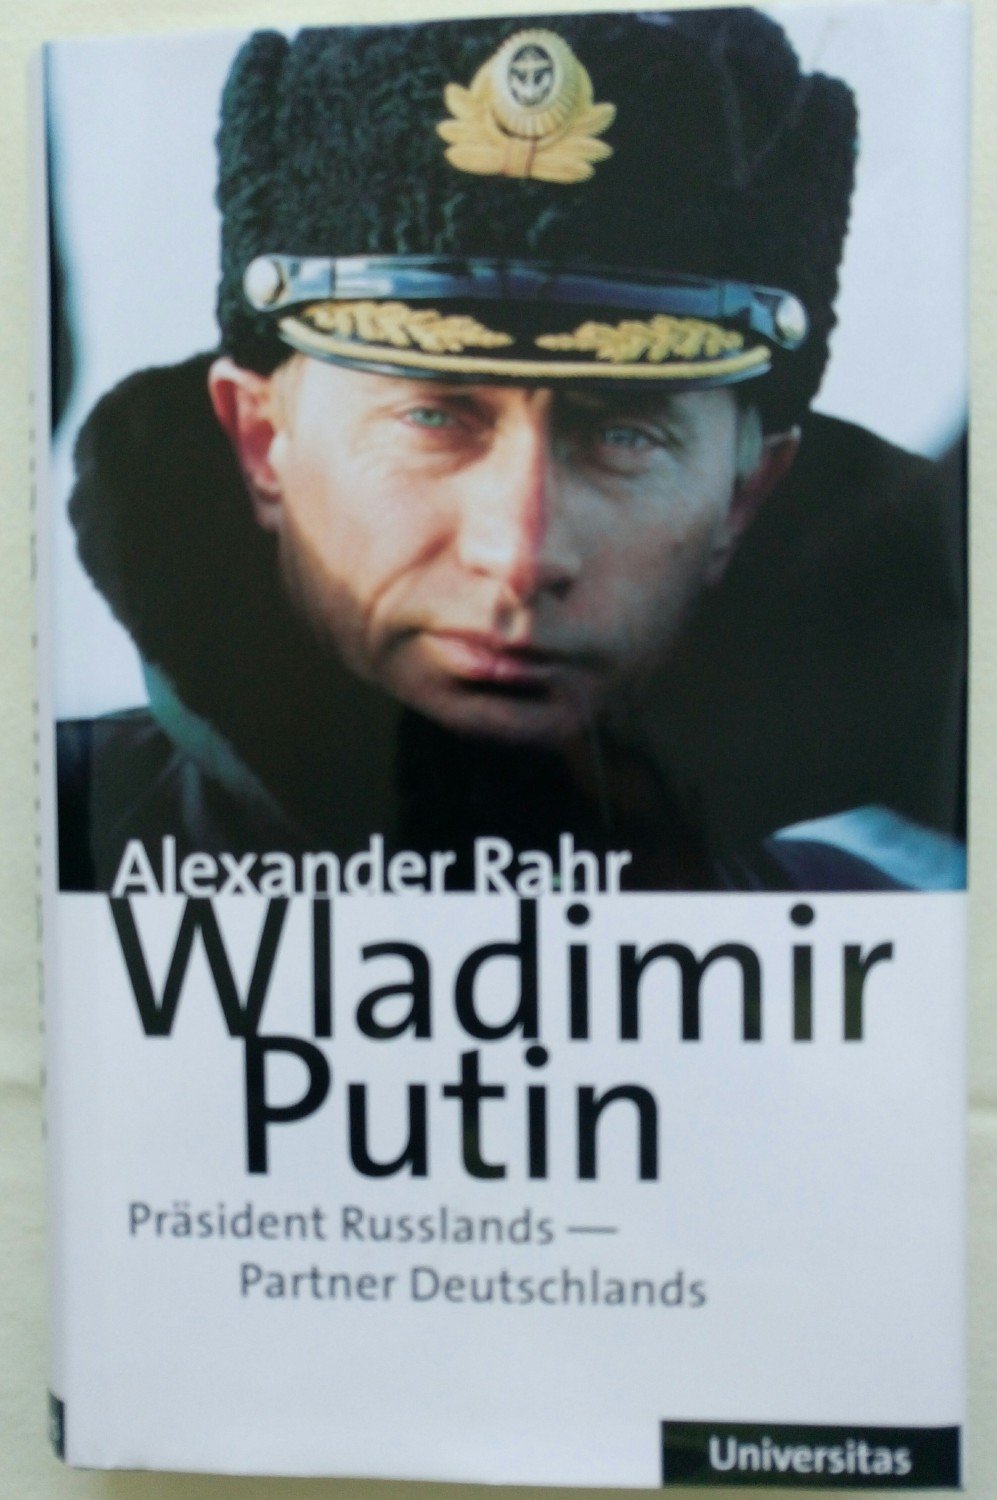 Alexander Rahr
Wladimir
Putin
Präsident Russlands —
Partner Deutschlands
Universitas